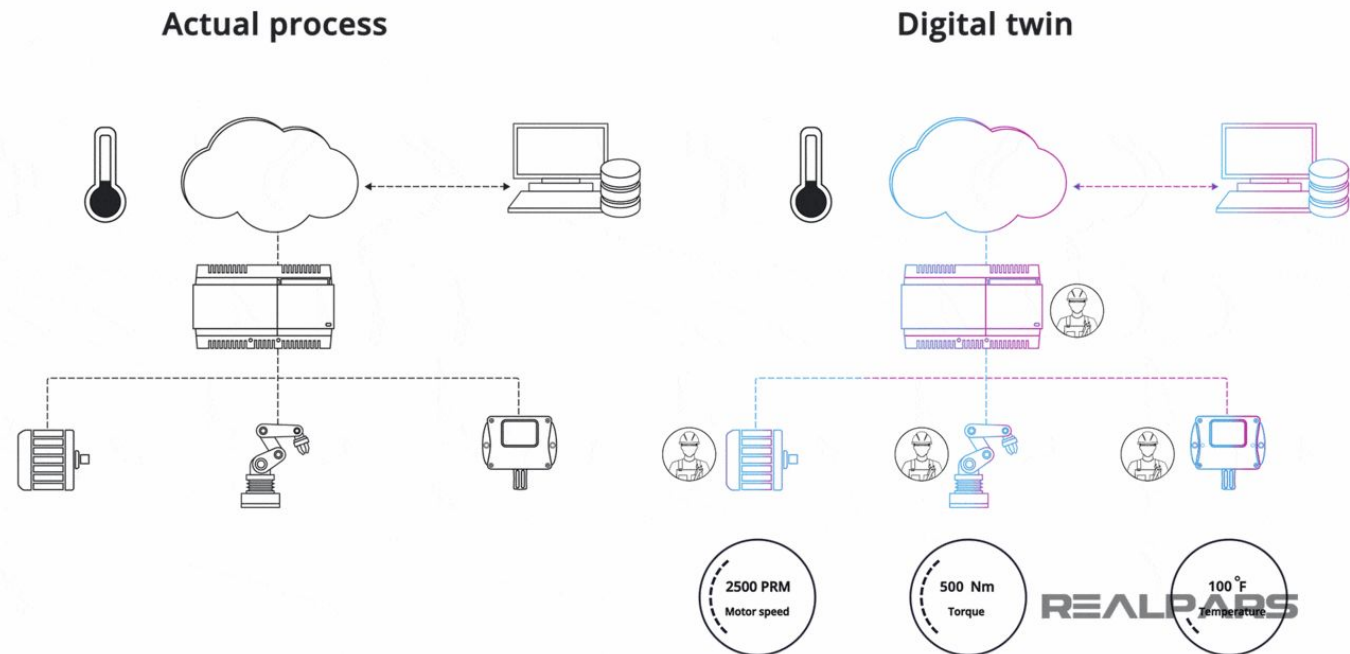 Actual process
Digital twin
2500 PRM
Motor speed
500 Nm
Torque
100 °F
Temperature
REALPARS